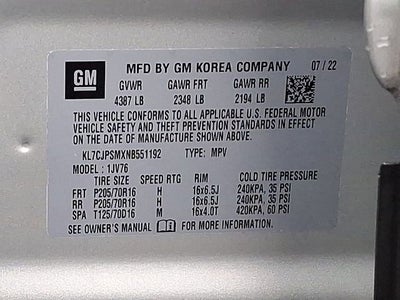 GM
MFD BY GM KOREA COMPANY 07/22
GVWR GAWR FRT GAWR RR
4387 LB 2348 LB 2194 LB
THIS VEHICLE CONFORMS TO ALL APPLICABLE U.S. FEDERAL MOTOR
VEHICLE SAFETY AND THEFT PREVENTION STANDARDS IN EFFECT
ON THE DATE OF MANUFACTURE SHOWN ABOVE.
KL7CJPSMXNB551192 TYPE: MPV
MODEL: 1JV76
TIRE SIZE SPEED RTG RIM COLD TIRE PRESSURE
FRT P205/70R16 H 16x6.5J 240KPA, 35 PSI
RR P205/70R16 H 16x6.5J 240KPA, 35 PSI
SPA T125/70D16 M 16x4.0T 420KPA, 60 PSI
SEE OWNER'S MANUAL FOR MORE INFORMATION.